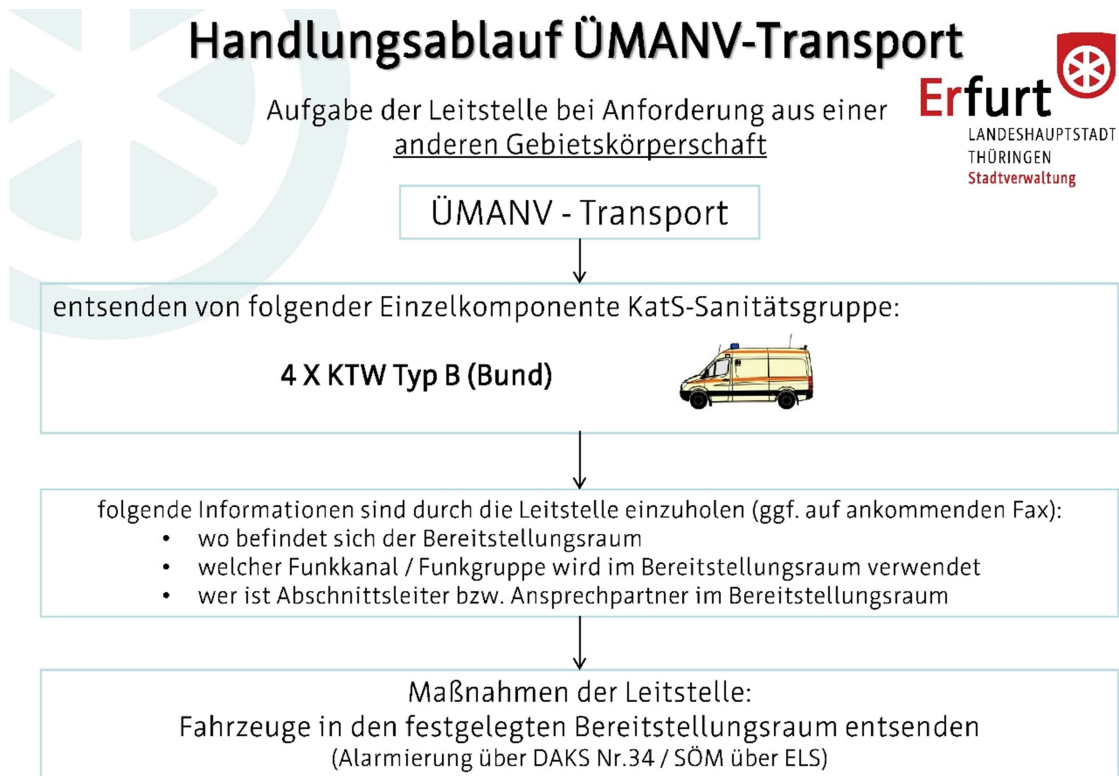 Handlungsablauf ÜMANV-Transport
Erfurt
LANDESHAUPTSTADT
THÜRINGEN
Stadtverwaltung
Aufgabe der Leitstelle bei Anforderung aus einer
anderen Gebietskörperschaft
ÜMANV - Transport
entsenden von folgender Einzelkomponente KatS-Sanitätsgruppe:
4 X KTW Typ B (Bund)
folgende Informationen sind durch die Leitstelle einzuholen (ggf. auf ankommenden Fax):
• wo befindet sich der Bereitstellungsraum
• welcher Funkkanal / Funkgruppe wird im Bereitstellungsraum verwendet
• wer ist Abschnittsleiter bzw. Ansprechpartner im Bereitstellungsraum
Maßnahmen der Leitstelle:
Fahrzeuge in den festgelegten Bereitstellungsraum entsenden
(Alarmierung über DAKS Nr.34 / SÖM über ELS)